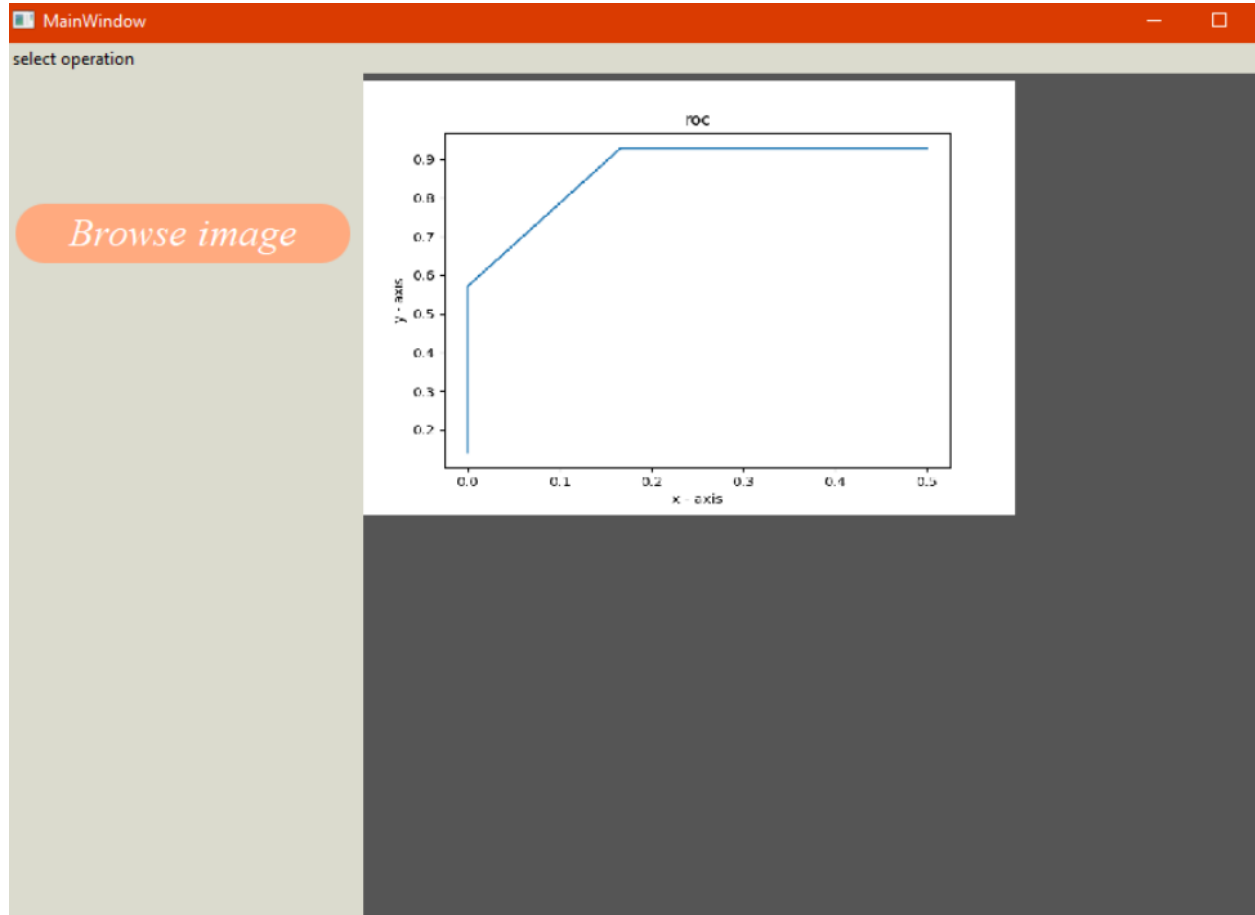 MainWindow
select operation
Browse image
roc
y - axis
0.9
0.8
0.7
0.6
0.5
0.4
0.3
0.2
0.0 0.1 0.2 0.3 0.4 0.5
x - axis